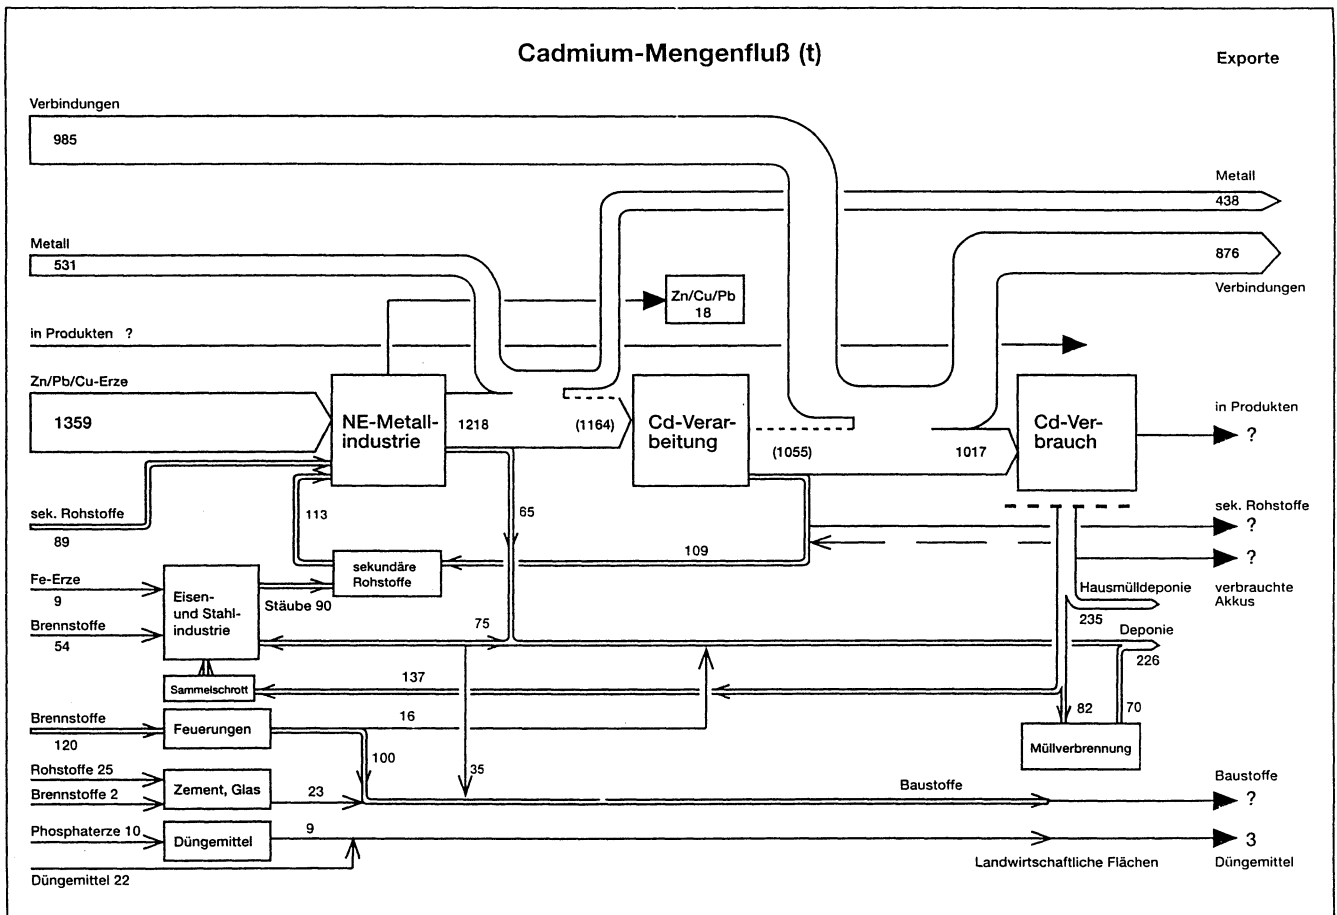 Cadmium-Mengenfluß (t)
Exporte
Verbindungen
985
Metall
438
Metall
531
876
Verbindungen
Zn/Cu/Pb
18
in Produkten ?
Zn/Pb/Cu-Erze
1359
NE-Metall-
industrie
1218
(1164)
Cd-Verar-
beitung
(1055)
1017
Cd-Ver-
brauch
in Produkten
?
sek. Rohstoffe
89
113
65
sek. Rohstoffe
?
109
sekundäre
Rohstoffe
?
verbrauchte
Akkus
Fe-Erze
9
Eisen-
und Stahl-
industrie
Stäube 90
Hausmülldeponie
235
Brennstoffe
54
75
Deponie
226
Sammelschrott
137
82
70
Brennstoffe
120
Feuerungen
16
100
Müllverbrennung
Rohstoffe 25
Brennstoffe 2
Zement, Glas
23
35
Baustoffe
Baustoffe
?
Phosphaterze 10
Düngemittel
9
3
Düngemittel 22
Landwirtschaftliche Flächen
Düngemittel